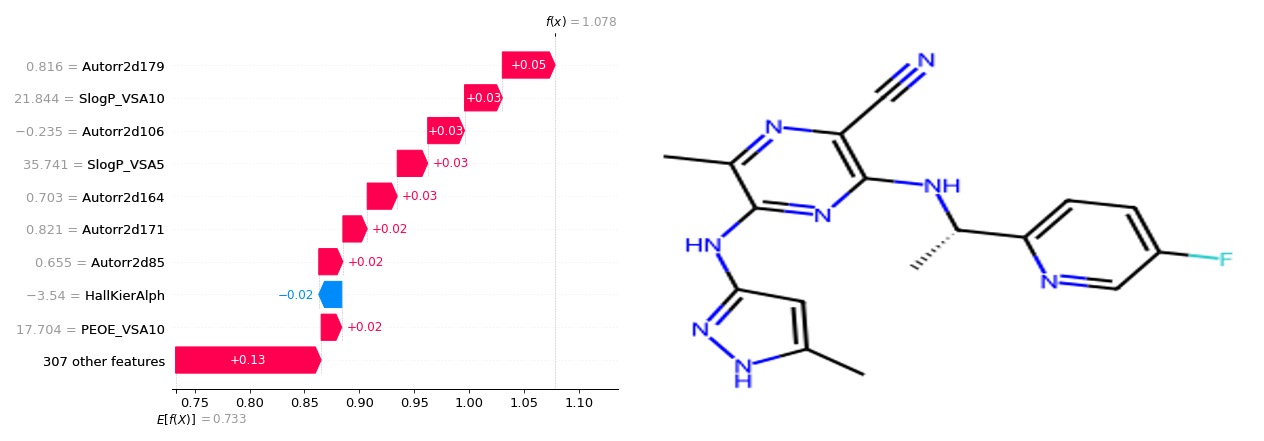 f(x) = 1.078
0.816 = Autorr2d179
+0.05
21.844 = SlogP_VSA10
+0.03
−0.235 = Autorr2d106
+0.03
35.741 = SlogP_VSA5
+0.03
0.703 = Autorr2d164
+0.03
0.821 = Autorr2d171
+0.02
0.655 = Autorr2d85
+0.02
−3.54 = HallKierAlph
−0.02
17.704 = PEOE_VSA10
+0.02
307 other features
+0.13
0.75 0.80 0.85 0.90 0.95 1.00 1.05 1.10
E[f(X)] = 0.733
N
N
NH
N
HN
F
N
N
N
H